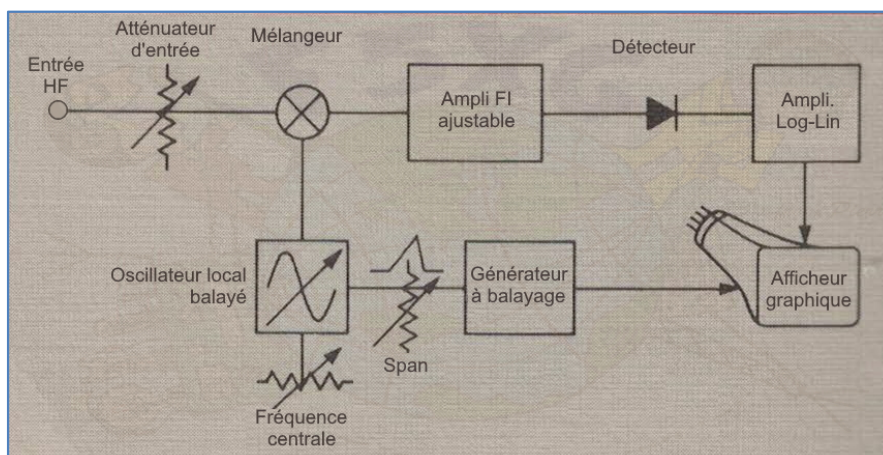 Atténuateur
d'entrée
Mélangeur
Détecteur
Entrée
HF
Ampli FI
ajustable
Ampli.
Log-Lin
Oscillateur local
balayé
Générateur
à balayage
Afficheur
graphique
Span
Fréquence
centrale